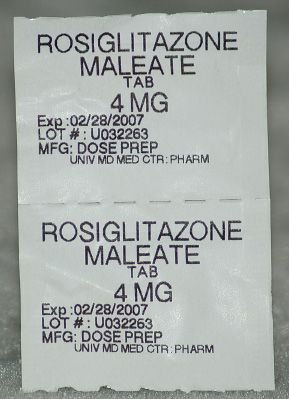 ROSIGLITAZONE
MALEATE
TAB
4 MG
Exp :02/28/2007
LOT # : U032263
MFG: DOSE PREP
UNIV MD MED CTR : PHARM
ROSIGLITAZONE
MALEATE
TAB
4 MG
Exp :02/28/2007
LOT # : U032263
MFG: DOSE PREP
UNIV MD MED CTR : PHARM